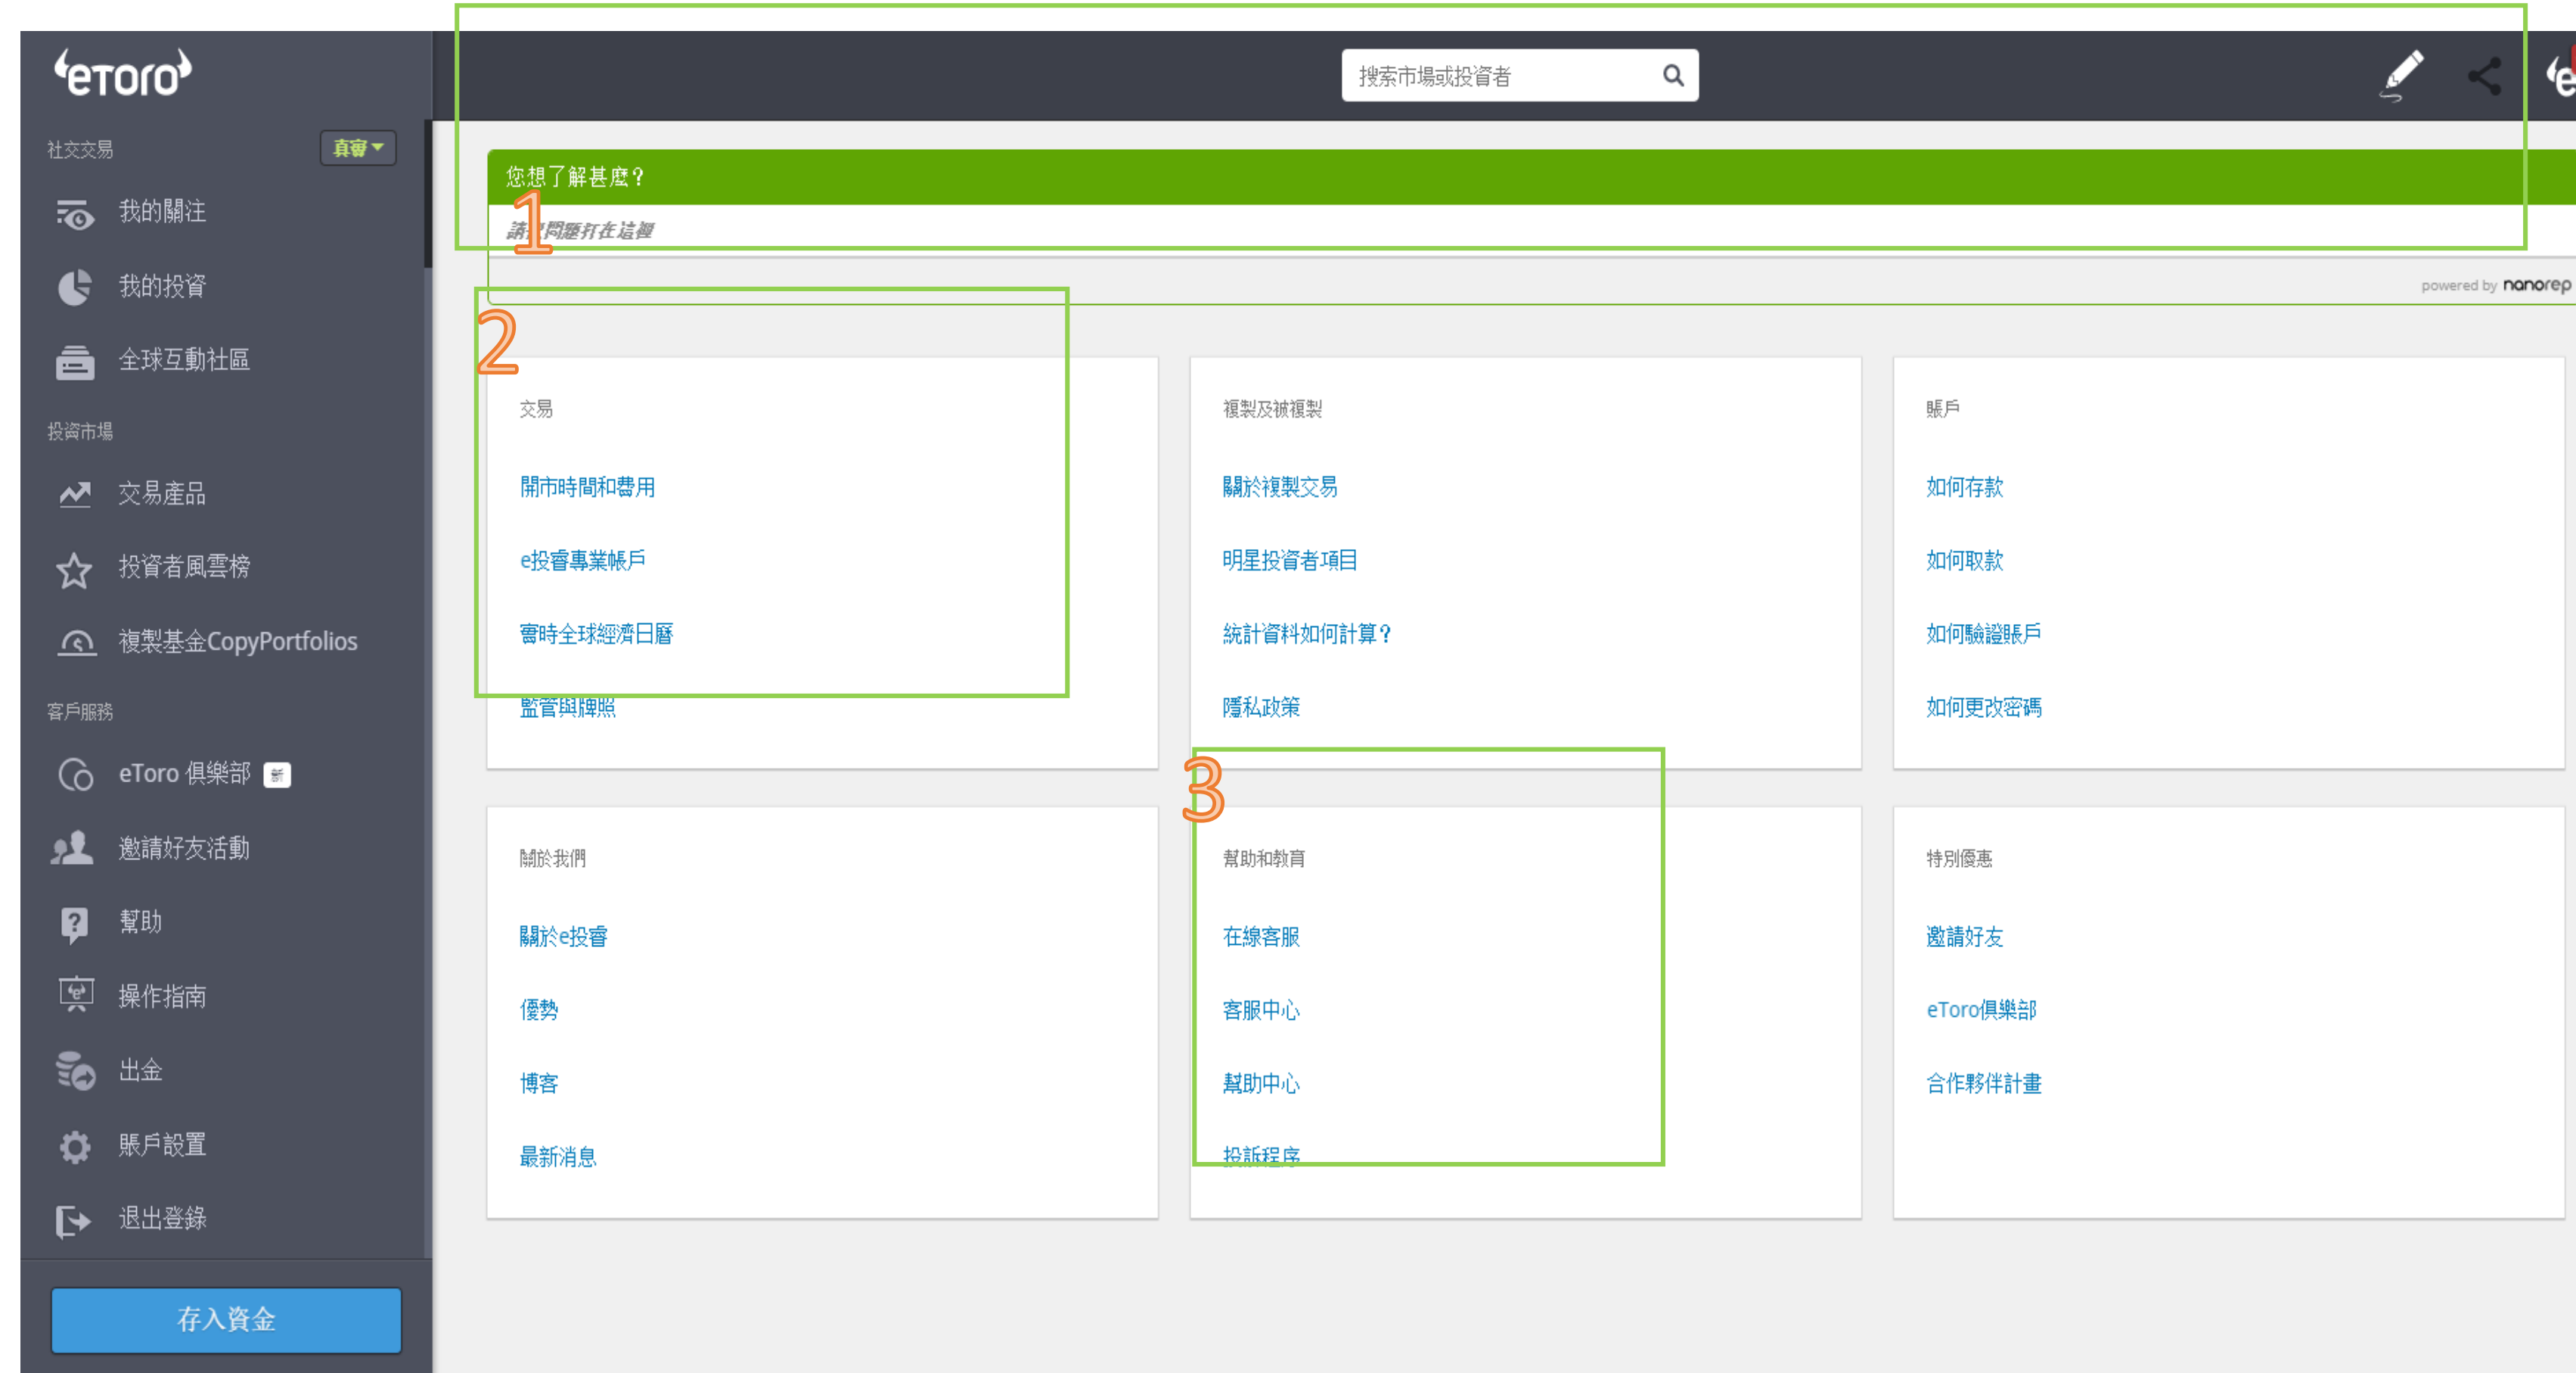 eToro
搜索市場或投資者
社交交易
真實
我的關注
我的投資
全球互動社區
投資市場
交易產品
投資者風雲榜
複製基金CopyPortfolios
客戶服務
eToro 俱樂部 新
邀請好友活動
幫助
操作指南
出金
賬戶設置
退出登錄
存入資金
您想了解甚麼?
1
請 問題打在這裡
powered by nanorep
2
交易
開市時間和費用
e投睿專業帳戶
實時全球經濟日曆
監管與牌照
複製及被複製
關於複製交易
明星投資者項目
統計資料如何計算?
隱私政策
賬戶
如何存款
如何取款
如何驗證賬戶
如何更改密碼
關於我們
關於e投睿
優勢
博客
最新消息
3
幫助和教育
在線客服
客服中心
幫助中心
投訴程序
特別優惠
邀請好友
eToro俱樂部
合作夥伴計畫